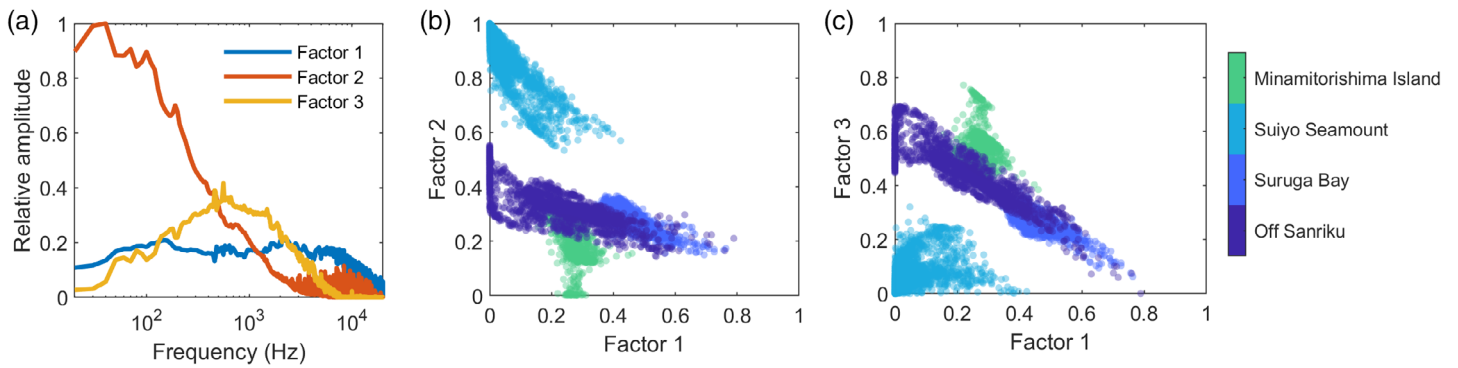 (a)
1
0.8
0.6
0.4
0.2
0
Relative amplitude
10^2
10^3
10^4
Frequency (Hz)
Factor 1
Factor 2
Factor 3
(b)
1
0.8
0.6
0.4
0.2
0
Factor 2
0 0.2 0.4 0.6 0.8 1
Factor 1
(c)
1
0.8
0.6
0.4
0.2
0
Factor 3
0 0.2 0.4 0.6 0.8 1
Factor 1
Minamitorishima Island
Suiyo Seamount
Suruga Bay
Off Sanriku